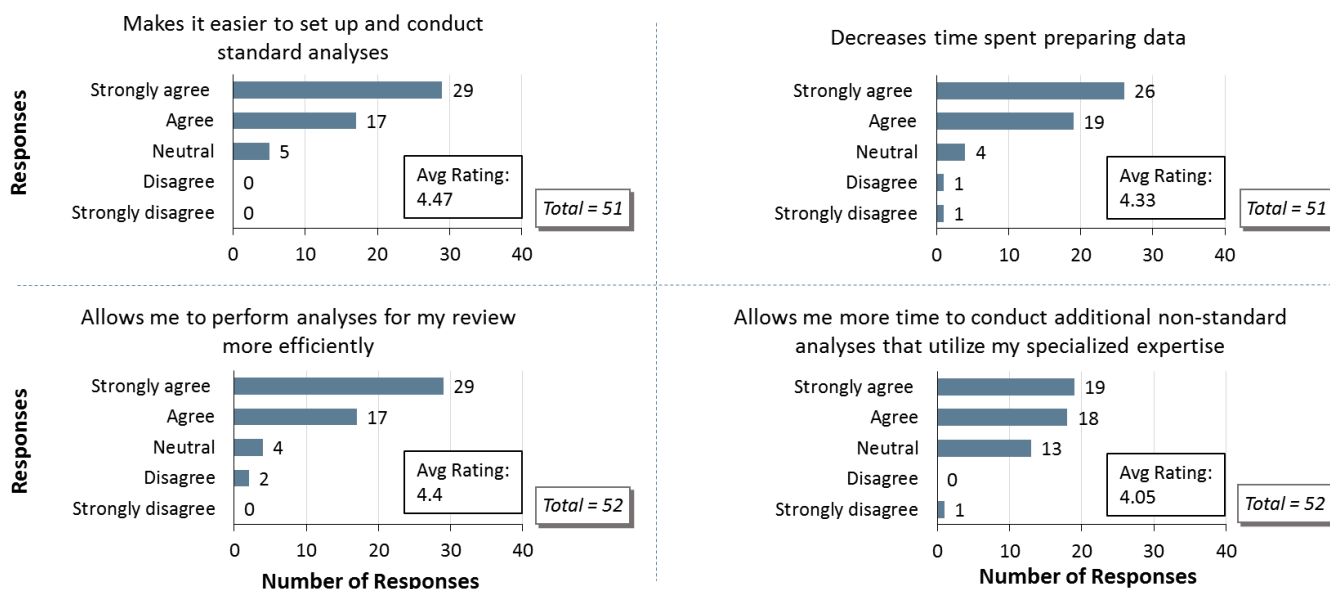 Makes it easier to set up and conduct
standard analyses
Responses
Strongly agree 29
Agree 17
Neutral 5
Disagree 0
Strongly disagree 0
Avg Rating:
4.47
Total = 51
0 10 20 30 40
Decreases time spent preparing data
Strongly agree 26
Agree 19
Neutral 4
Disagree 1
Strongly disagree 1
Avg Rating:
4.33
Total = 51
0 10 20 30 40
Allows me to perform analyses for my review
more efficiently
Responses
Strongly agree 29
Agree 17
Neutral 4
Disagree 2
Strongly disagree 0
Avg Rating:
4.4
Total = 52
0 10 20 30 40
Number of Responses
Allows me more time to conduct additional non-standard
analyses that utilize my specialized expertise
Strongly agree 19
Agree 18
Neutral 13
Disagree 0
Strongly disagree 1
Avg Rating:
4.05
Total = 52
0 10 20 30 40
Number of Responses